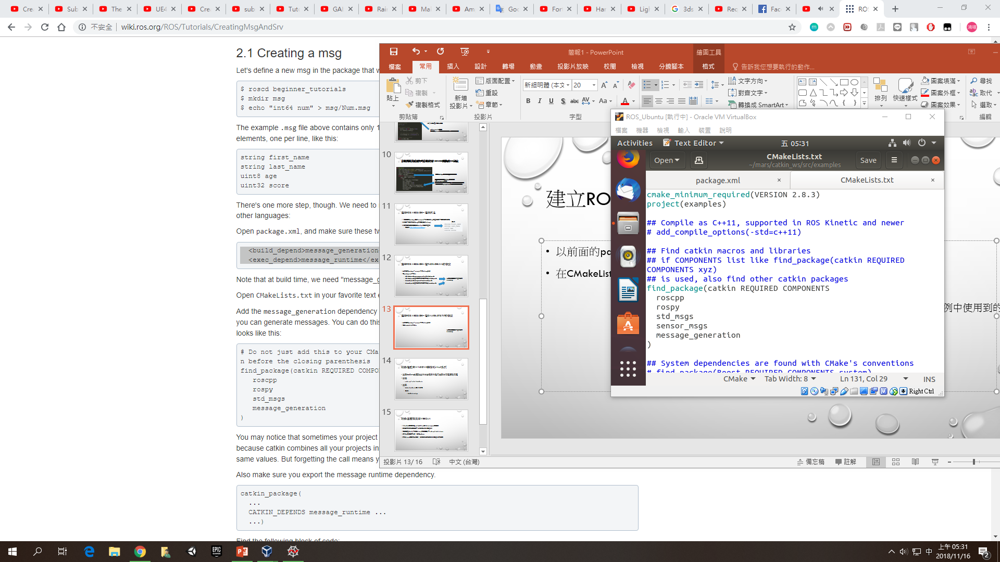 Cre
Sub
The
UE4
Cre
sub
Tuto
GAI
Rair
Mal
Am
Goo
For
Har
Ligl
3ds
Rec
Fac
RO
不安全
wiki.ros.org/ROS/Tutorials/CreatingMsgAndSrv
2.1 Creating a msg
Let's define a new msg in the package that w
$ roscd beginner_tutorials
$ mkdir msg
$ echo "int64 num" > msg/Num.msg
The example .msg file above contains only 1
elements, one per line, like this:
string first_name
string last_name
uint8 age
uint32 score
There's one more step, though. We need to
other languages:
Open package.xml, and make sure these tw
<build_depend>message_generation
<exec_depend>message_runtime</ex
Note that at build time, we need "message_g
Open CMakeLists.txt in your favorite text e
Add the message_generation dependency
you can generate messages. You can do this
looks like this:
# Do not just add this to your CMa
n before the closing parenthesis
find_package(catkin REQUIRED COMPO
roscpp
rospy
std_msgs
message_generation
)
You may notice that sometimes your project
because catkin combines all your projects in
same values. But forgetting the call means y
Also make sure you export the message runtime dependency.
catkin_package(
...
CATKIN_DEPENDS message_runtime ...
...)
Find the following block of code:
簡報1 - PowerPoint
繪圖工具
檔案 常用 插入 設計 轉場 動畫 投影片放映 校閱 檢視 分鏡腳本 格式 告訴我您想要執行的動作...
貼上
剪下
複製
複製格式
剪貼簿
新增
投影片
版面配置
重設
章節
投影片
新細明體 (本文
20
B I U S abc AV Aa A
字型
文字方向
對齊文字
轉換成 SmartArt
排列
快速樣式
圖案填滿
圖案外框
圖案效果
尋找
取代
選取
編輯
10
11
12
13
14
15
建立RO
以前面的pa
在CMakeList
例中使用到的
投影片 13/ 16
中文 (台灣)
備忘稿
註解
ROS_Ubuntu [執行中] - Oracle VM VirtualBox
檔案 機器 檢視 輸入 裝置 說明
Activities
Text Editor
五 05:31
Open
CMakeLists.txt
~/mars/catkin_ws/src/examples
Save
package.xml
CMakeLists.txt
cmake_minimum_required(VERSION 2.8.3)
project(examples)
## Compile as C++11, supported in ROS Kinetic and newer
# add_compile_options(-std=c++11)
## Find catkin macros and libraries
## if COMPONENTS list like find_package(catkin REQUIRED
COMPONENTS xyz)
## is used, also find other catkin packages
find_package(catkin REQUIRED COMPONENTS
roscpp
rospy
std_msgs
sensor_msgs
message_generation
)
## System dependencies are found with CMake's conventions
# find_package(Boost REQUIRED COMPONENTS system)
CMake
Tab Width: 8
Ln 131, Col 29
INS
Right Ctrl
EPIC
GAMES
中
上午 05:31
2018/11/16
2